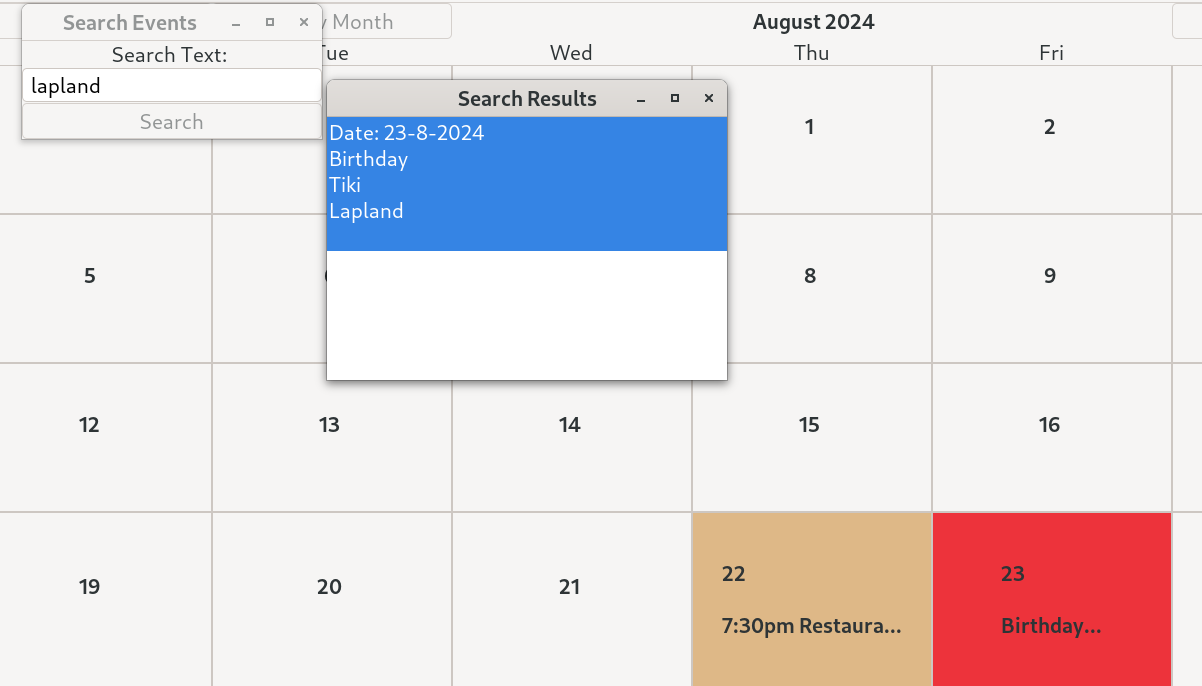 Search Events
Month
August 2024
Search Text:
Tue
Wed
Thu
Fri
lapland
Search
Search Results
Date: 23-8-2024
Birthday
Tiki
Lapland
1
2
5
8
9
12
13
14
15
16
19
20
21
22
7:30pm Restaura...
23
Birthday...